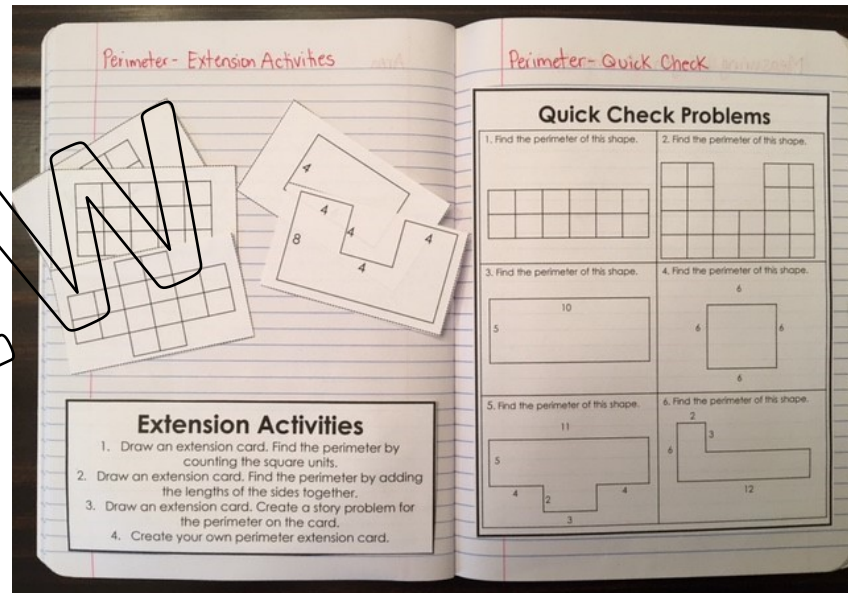 Perimeter - Extension Activities
4
4
4
8
4
4
Extension Activities
1. Draw an extension card. Find the perimeter by
counting the square units.
2. Draw an extension card. Find the perimeter by adding
the lengths of the sides together.
3. Draw an extension card. Create a story problem for
the perimeter on the card.
4. Create your own perimeter extension card.
Perimeter - Quick Check
Quick Check Problems
1. Find the perimeter of this shape.
2. Find the perimeter of this shape.
3. Find the perimeter of this shape.
10
5
4. Find the perimeter of this shape.
6
6 6
6
5. Find the perimeter of this shape.
11
5
4 2 4
3
6. Find the perimeter of this shape.
2
3
6
12